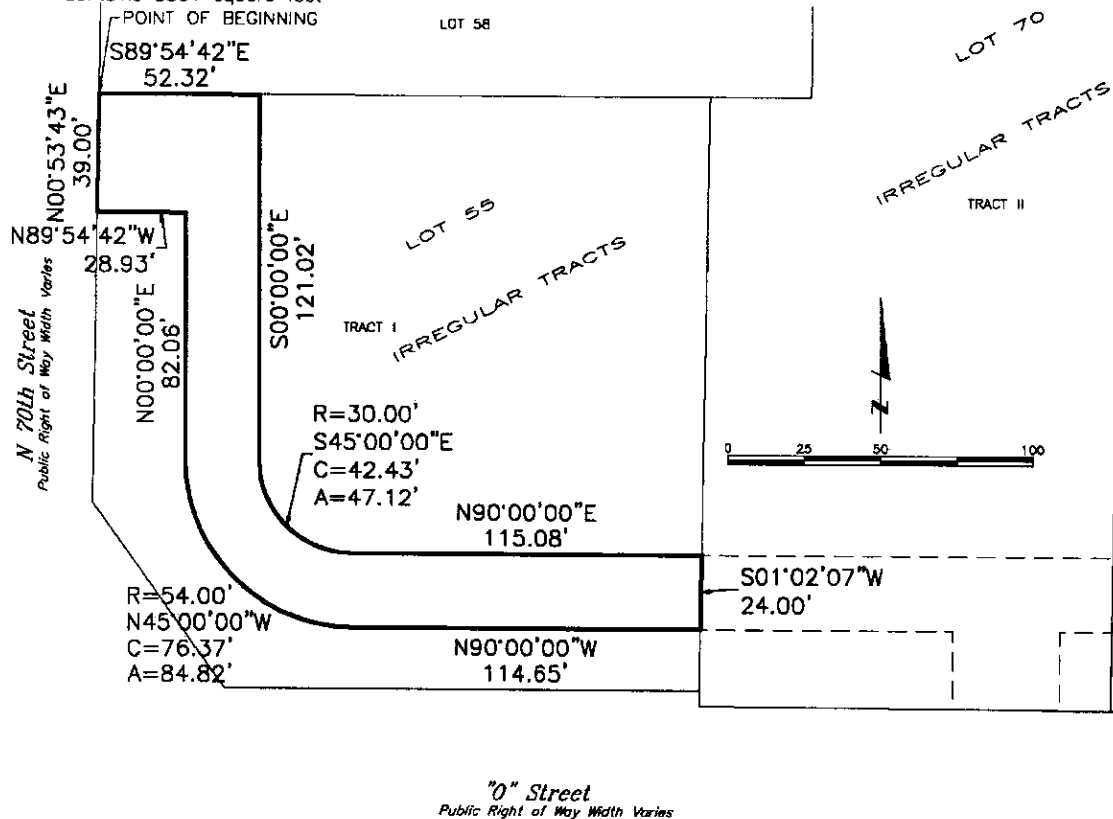 POINT OF BEGINNING
LOT 58
LOT 70
IRREGULAR TRACTS
TRACT II
S89°54'42"E
52.32'
N00°53'43"E
39.00'
N89°54'42"W
28.93'
N 70th Street
Public Right of Way Width Varies
N00°00'00"E
82.06'
S00°00'00"E
121.02'
LOT 55
IRREGULAR TRACTS
TRACT I
R=30.00'
S45°00'00"E
C=42.43'
A=47.12'
Z
0 25 50 100
N90°00'00"E
115.08'
S01°02'07"W
24.00'
R=54.00'
N45°00'00"W
C=76.37'
A=84.82'
N90°00'00"W
114.65'
"O" Street
Public Right of Way Width Varies